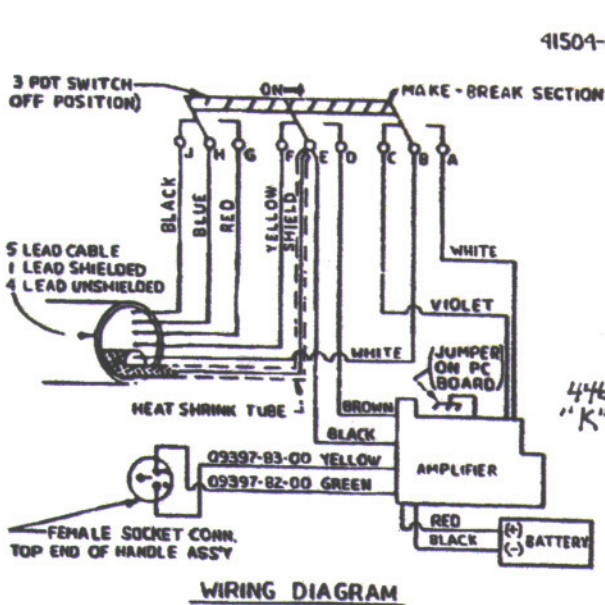 41504-
3 PDT SWITCH
OFF POSITION)
ON
MAKE-BREAK SECTION
J H G F E D C B A
BLACK
BLUE
RED
YELLOW
SHIELD
5 LEAD CABLE
1 LEAD SHIELDED
4 LEAD UNSHIELDED
WHITE
VIOLET
WHITE
(JUMPER
ON PC
BOARD)
HEAT SHRINK TUBE
BROWN
BLACK
"K"
09397-83-00 YELLOW
09397-82-00 GREEN
AMPLIFIER
FEMALE SOCKET CONN.
TOP END OF HANDLE ASS'Y
RED
BLACK
(+)
(-)
BATTERY
WIRING DIAGRAM